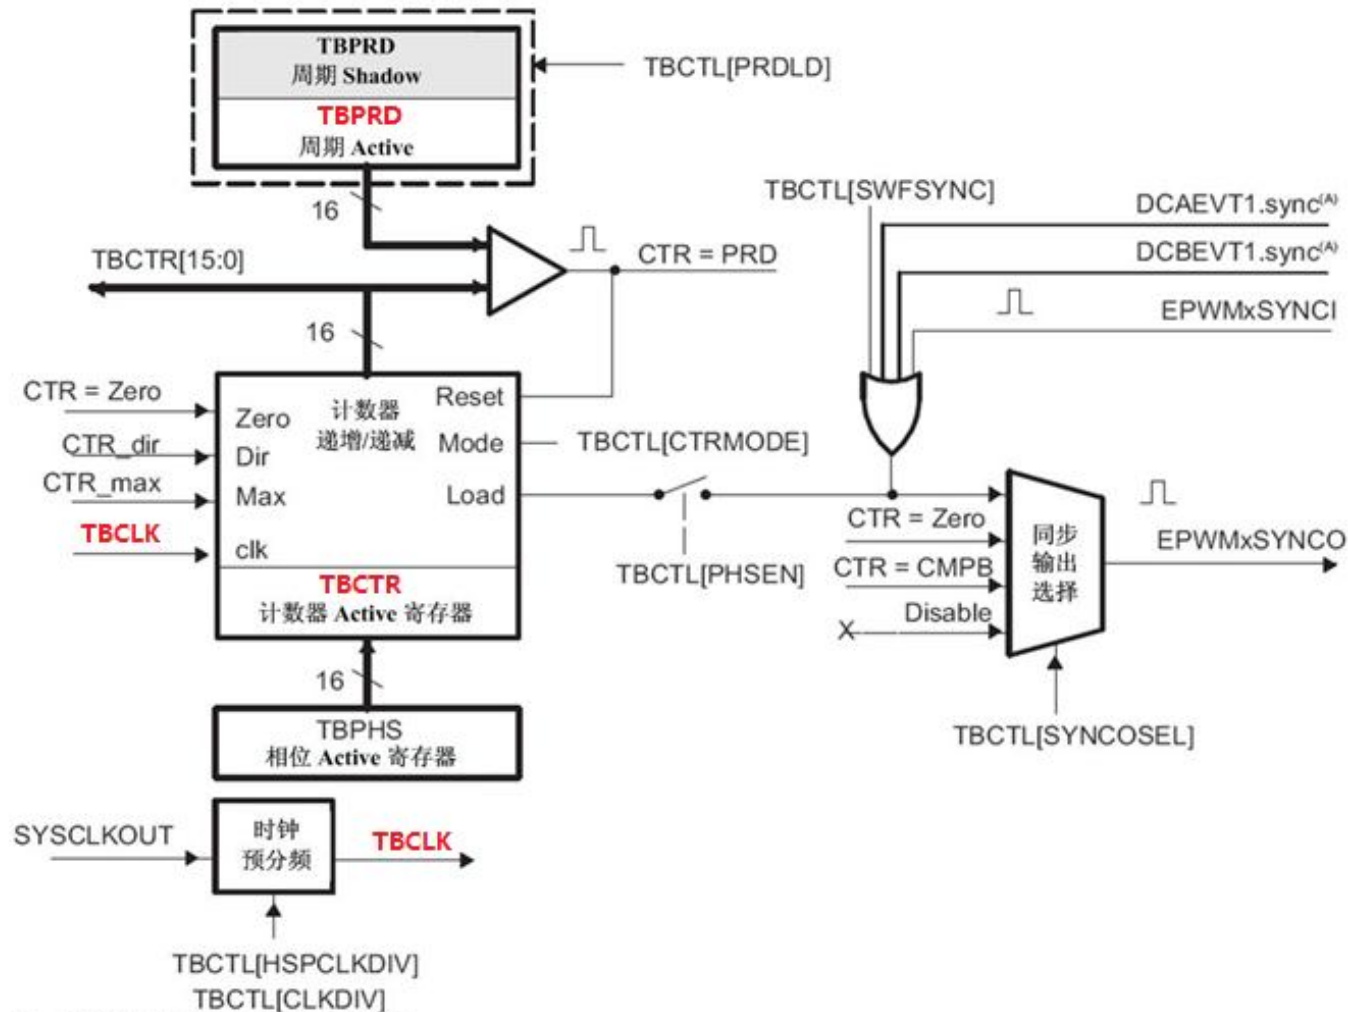 TBPRD
周期 Shadow
TBCTL[PRDLD]
TBPRD
周期 Active
16
TBCTL[SWFSYNC]
DCAEVT1.sync(A)
DCBEVT1.sync(A)
TBCTR[15:0]
CTR = PRD
EPWMxSYNCI
16
CTR = Zero
CTR_dir
CTR_max
TBCLK
Zero
Dir
Max
clk
计数器
递增/递减
Reset
Mode
Load
TBCTL[CTRMODE]
TBCTR
计数器 Active 寄存器
TBCTL[PHSEN]
CTR = Zero
CTR = CMPB
Disable
X
同步
输出
选择
EPWMxSYNCO
TBCTL[SYNCOSEL]
16
TBPHS
相位 Active 寄存器
SYSCLKOUT
时钟
预分频
TBCLK
TBCTL[HSPCLKDIV]
TBCTL[CLKDIV]